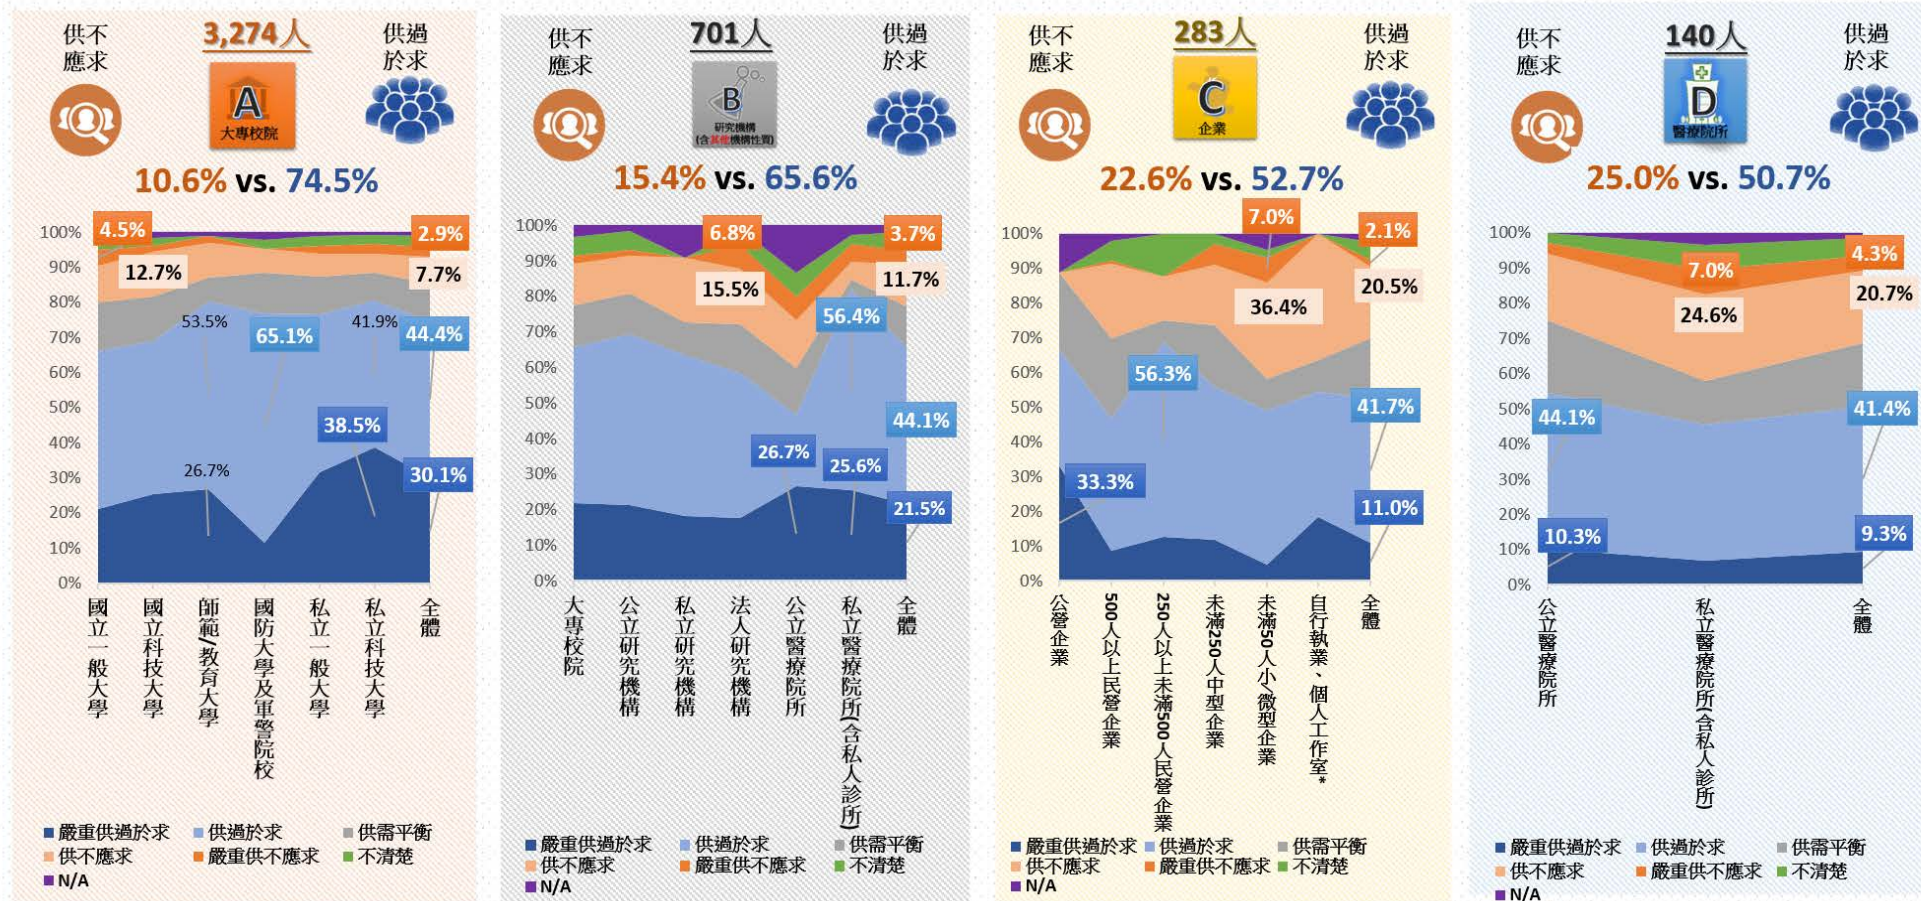 供不
應求
3,274人
供過
於求
A
大專校院
10.6% vs. 74.5%
100%
90%
80%
70%
60%
50%
40%
30%
20%
10%
0%
4.5%
12.7%
53.5%
65.1%
41.9%
38.5%
26.7%
2.9%
7.7%
44.4%
30.1%
國立一般大學
國立科技大學
師範/教育大學
國防大學及軍警院校
私立一般大學
私立科技大學
全體
嚴重供過於求
供過於求
供需平衡
供不應求
嚴重供不應求
不清楚
N/A
供不
應求
701人
供過
於求
B
研究機構
(含其他機構性質)
15.4% vs. 65.6%
100%
90%
80%
70%
60%
50%
40%
30%
20%
10%
0%
6.8%
15.5%
56.4%
26.7%
25.6%
3.7%
11.7%
44.1%
21.5%
大專校院
公立研究機構
私立研究機構
法人研究機構
公立醫療院所
私立醫療院所(含私人診所)
全體
嚴重供過於求
供過於求
供需平衡
供不應求
嚴重供不應求
不清楚
N/A
供不
應求
283人
供過
於求
C
企業
22.6% vs. 52.7%
100%
90%
80%
70%
60%
50%
40%
30%
20%
10%
0%
7.0%
36.4%
56.3%
33.3%
2.1%
20.5%
41.7%
11.0%
公營企業
500人以上民營企業
250人以上未滿500人民營企業
未滿250人中型企業
未滿50人小/微型企業
自行執業、個人工作室*
全體
嚴重供過於求
供過於求
供需平衡
供不應求
嚴重供不應求
不清楚
N/A
供不
應求
140人
供過
於求
D
醫療院所
25.0% vs. 50.7%
100%
90%
80%
70%
60%
50%
40%
30%
20%
10%
0%
7.0%
24.6%
44.1%
10.3%
4.3%
20.7%
41.4%
9.3%
公立醫療院所
私立醫療院所(含私人診所)
全體
嚴重供過於求
供過於求
供需平衡
供不應求
嚴重供不應求
不清楚
N/A